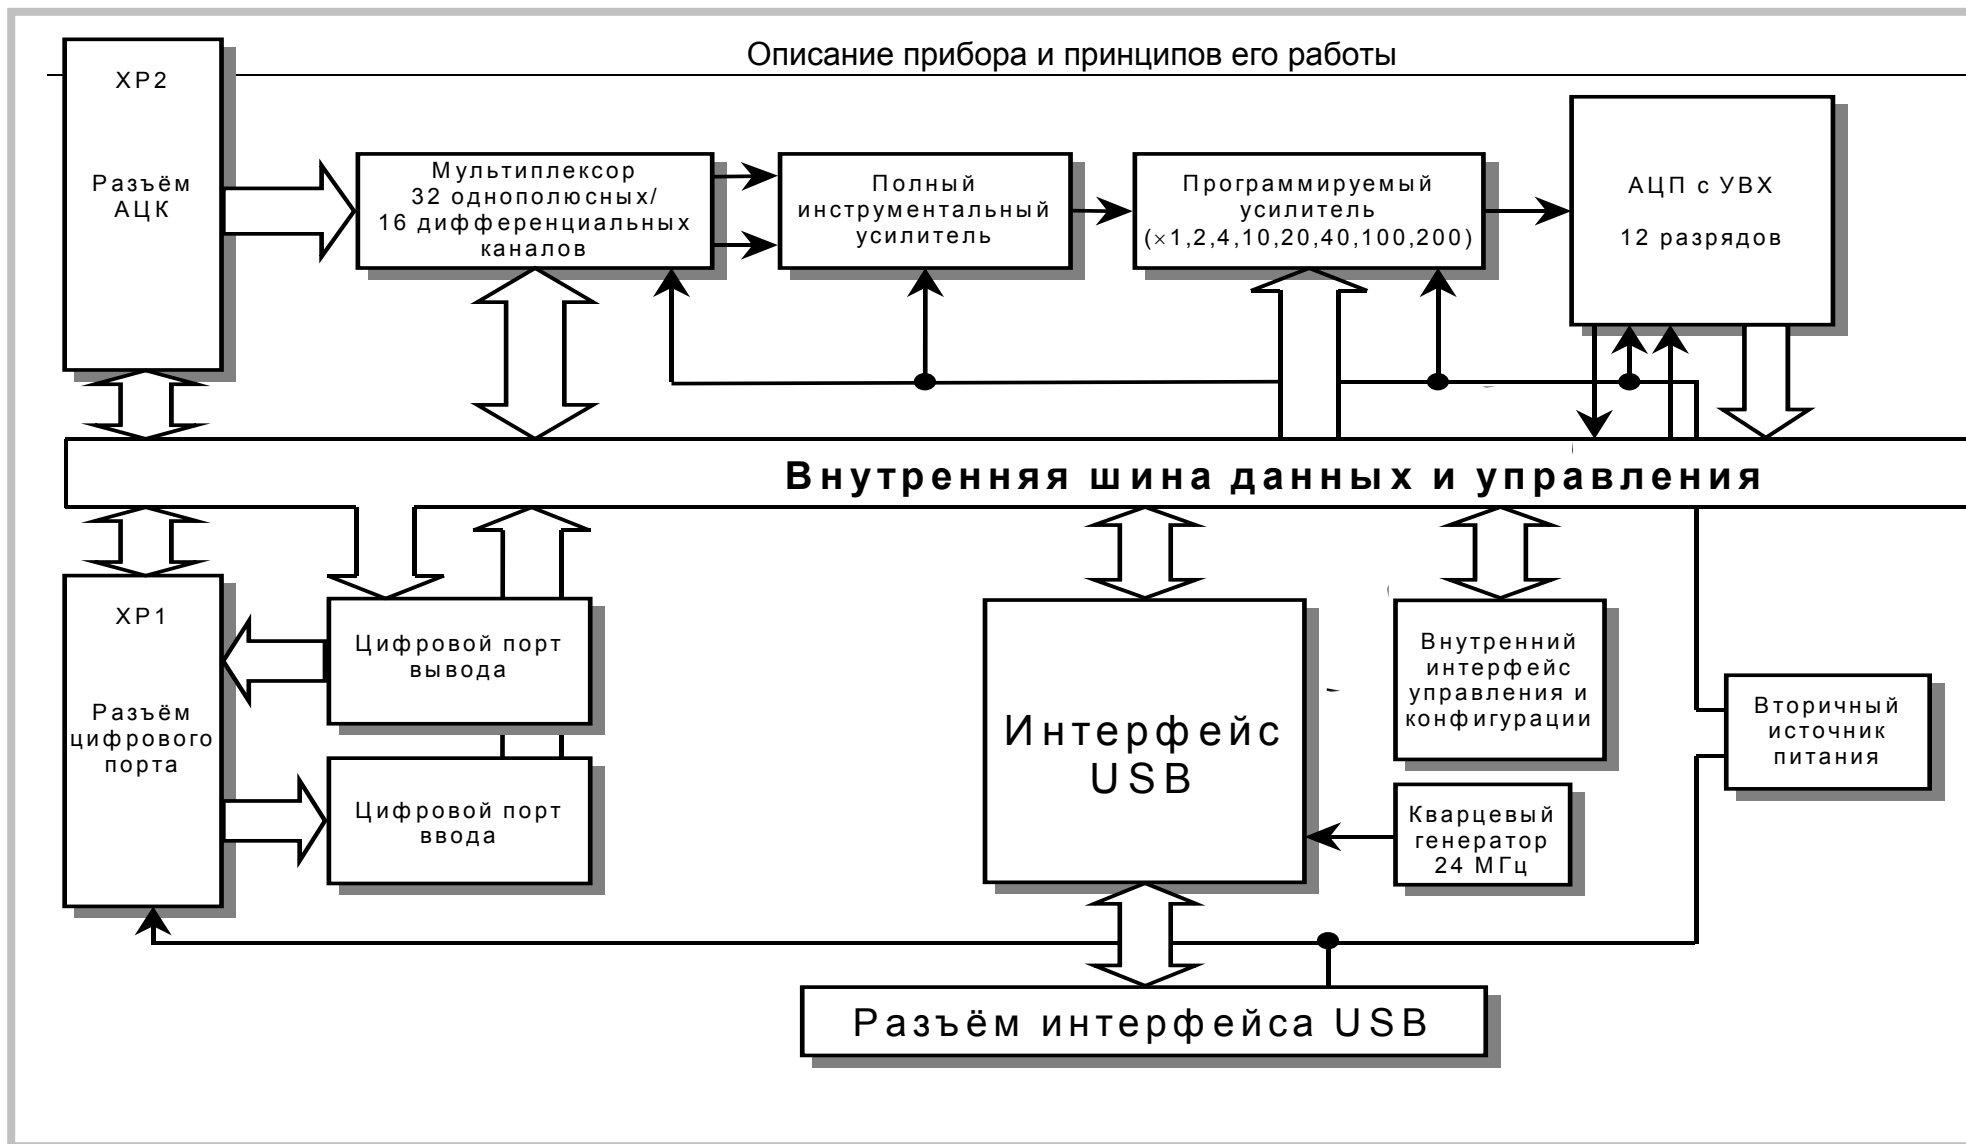 Описание прибора и принципов его работы
XP2
Разъём
АЦК
Мультиплексор
32 однополюсных/
16 дифференциальных
каналов
Полный
инструментальный
усилитель
Программируемый
усилитель
(×1,2,4,10,20,40,100,200)
АЦП с УВХ
12 разрядов
Внутренняя шина данных и управления
XP1
Разъём
цифрового
порта
Цифровой порт
вывода
Цифровой порт
ввода
Интерфейс
USB
Внутренний
интерфейс
управления и
конфигурации
Кварцевый
генератор
24 МГц
Вторичный
источник
питания
Разъём интерфейса USB